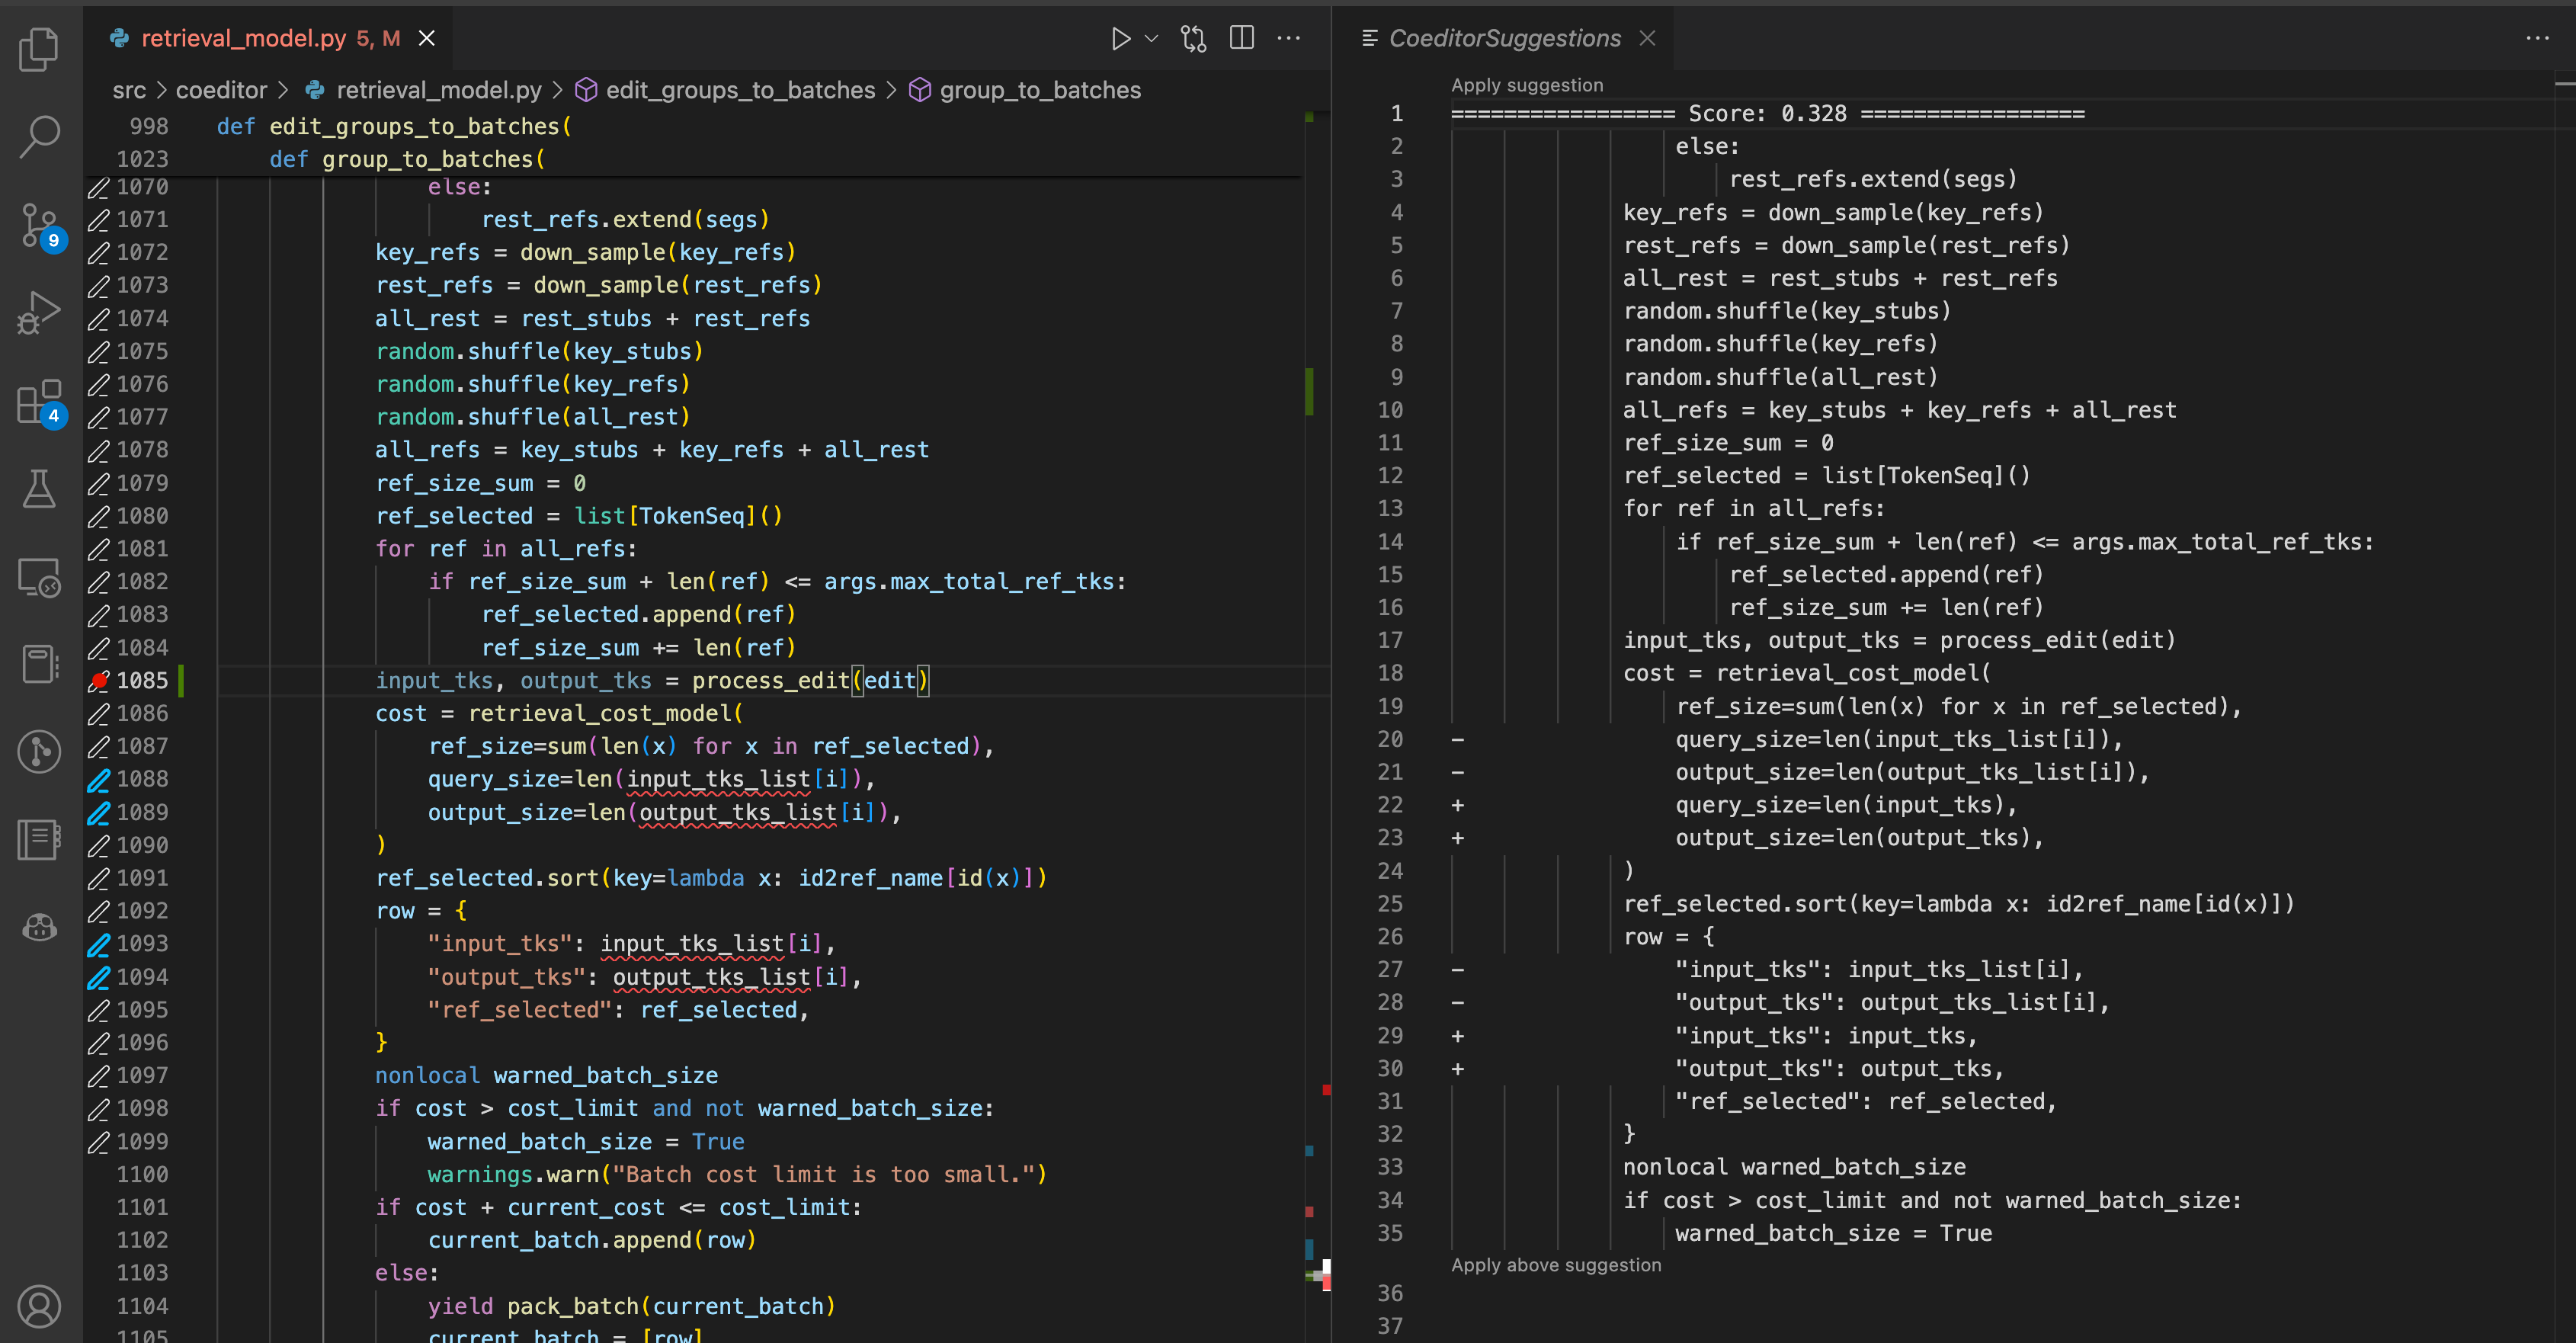 retrieval_model.py 5, M
src > coeditor > retrieval_model.py > edit_groups_to_batches > group_to_batches
998 def edit_groups_to_batches(
1023 def group_to_batches(
1070 else:
1071 rest_refs.extend(segs)
1072 key_refs = down_sample(key_refs)
1073 rest_refs = down_sample(rest_refs)
1074 all_rest = rest_stubs + rest_refs
1075 random.shuffle(key_stubs)
1076 random.shuffle(key_refs)
1077 random.shuffle(all_rest)
1078 all_refs = key_stubs + key_refs + all_rest
1079 ref_size_sum = 0
1080 ref_selected = list[TokenSeq]()
1081 for ref in all_refs:
1082 if ref_size_sum + len(ref) <= args.max_total_ref_tks:
1083 ref_selected.append(ref)
1084 ref_size_sum += len(ref)
1085 input_tks, output_tks = process_edit(edit)
1086 cost = retrieval_cost_model(
1087 ref_size=sum(len(x) for x in ref_selected),
1088 query_size=len(input_tks_list[i]),
1089 output_size=len(output_tks_list[i]),
1090 )
1091 ref_selected.sort(key=lambda x: id2ref_name[id(x)])
1092 row = {
1093 "input_tks": input_tks_list[i],
1094 "output_tks": output_tks_list[i],
1095 "ref_selected": ref_selected,
1096 }
1097 nonlocal warned_batch_size
1098 if cost > cost_limit and not warned_batch_size:
1099 warned_batch_size = True
1100 warnings.warn("Batch cost limit is too small.")
1101 if cost + current_cost <= cost_limit:
1102 current_batch.append(row)
1103 else:
1104 yield pack_batch(current_batch)
1105 current_batch = [row]
9
4
CoeditorSuggestions
Apply suggestion
1 ================= Score: 0.328 =================
2 else:
3 rest_refs.extend(segs)
4 key_refs = down_sample(key_refs)
5 rest_refs = down_sample(rest_refs)
6 all_rest = rest_stubs + rest_refs
7 random.shuffle(key_stubs)
8 random.shuffle(key_refs)
9 random.shuffle(all_rest)
10 all_refs = key_stubs + key_refs + all_rest
11 ref_size_sum = 0
12 ref_selected = list[TokenSeq]()
13 for ref in all_refs:
14 if ref_size_sum + len(ref) <= args.max_total_ref_tks:
15 ref_selected.append(ref)
16 ref_size_sum += len(ref)
17 input_tks, output_tks = process_edit(edit)
18 cost = retrieval_cost_model(
19 ref_size=sum(len(x) for x in ref_selected),
20 - query_size=len(input_tks_list[i]),
21 - output_size=len(output_tks_list[i]),
22 + query_size=len(input_tks),
23 + output_size=len(output_tks),
24 )
25 ref_selected.sort(key=lambda x: id2ref_name[id(x)])
26 row = {
27 - "input_tks": input_tks_list[i],
28 - "output_tks": output_tks_list[i],
29 + "input_tks": input_tks,
30 + "output_tks": output_tks,
31 "ref_selected": ref_selected,
32 }
33 nonlocal warned_batch_size
34 if cost > cost_limit and not warned_batch_size:
35 warned_batch_size = True
Apply above suggestion
36
37